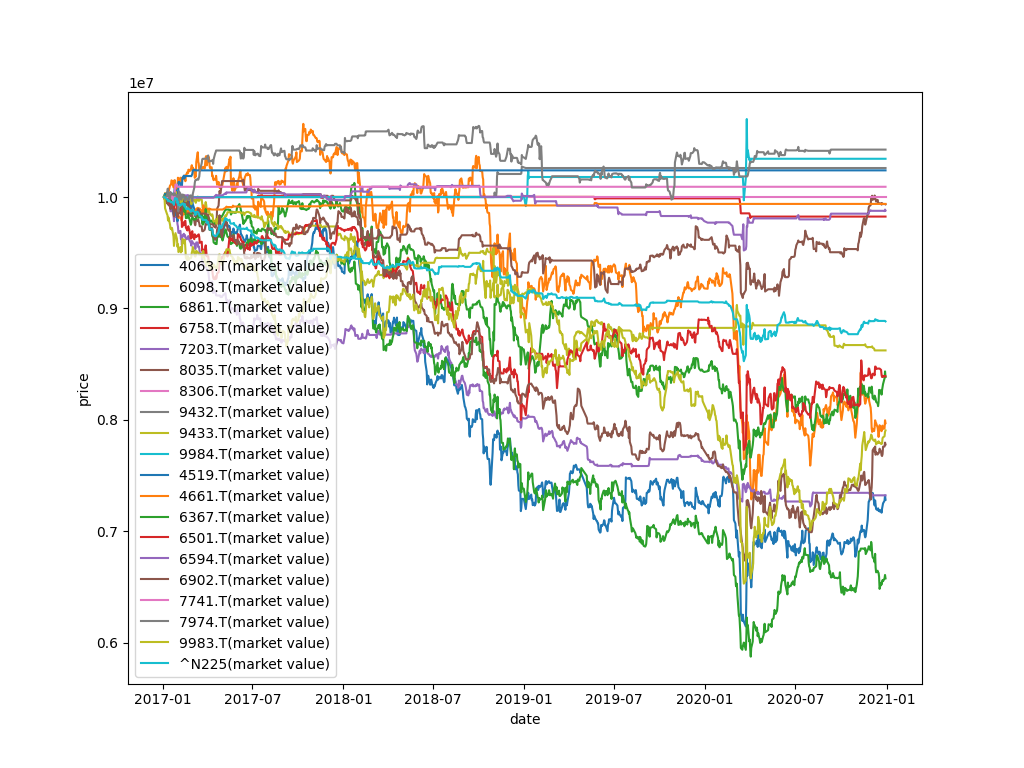 1e7
1.0
0.9
0.8
0.7
0.6
price
4063.T(market value)
6098.T(market value)
6861.T(market value)
6758.T(market value)
7203.T(market value)
8035.T(market value)
8306.T(market value)
9432.T(market value)
9433.T(market value)
9984.T(market value)
4519.T(market value)
4661.T(market value)
6367.T(market value)
6501.T(market value)
6594.T(market value)
6902.T(market value)
7741.T(market value)
7974.T(market value)
9983.T(market value)
^N225(market value)
2017-01 2017-07 2018-01 2018-07 2019-01 2019-07 2020-01 2020-07 2021-01
date